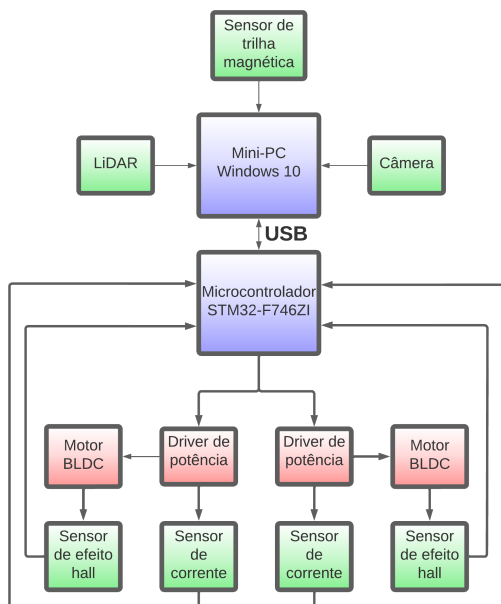 Sensor de
trilha
magnética
LiDAR
Mini-PC
Windows 10
Câmera
USB
Microcontrolador
STM32-F746ZI
Motor
BLDC
Driver de
potência
Driver de
potência
Motor
BLDC
Sensor
de efeito
hall
Sensor
de
corrente
Sensor
de
corrente
Sensor
de efeito
hall